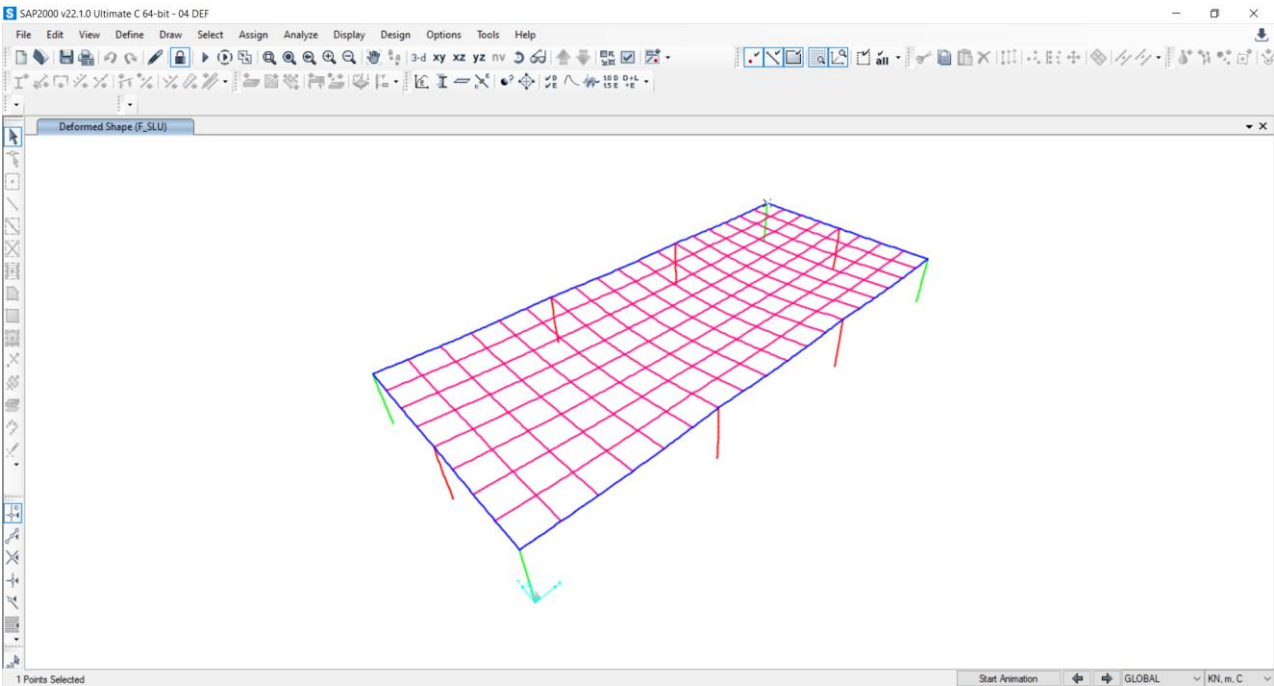 SAP2000 v22.1.0 Ultimate C 64-bit - 04 DEF
File Edit View Define Draw Select Assign Analyze Display Design Options Tools Help
3-d xy xz yz nv
all
Deformed Shape (F_SLU)
1 Points Selected
Start Animation
GLOBAL
KN, m, C